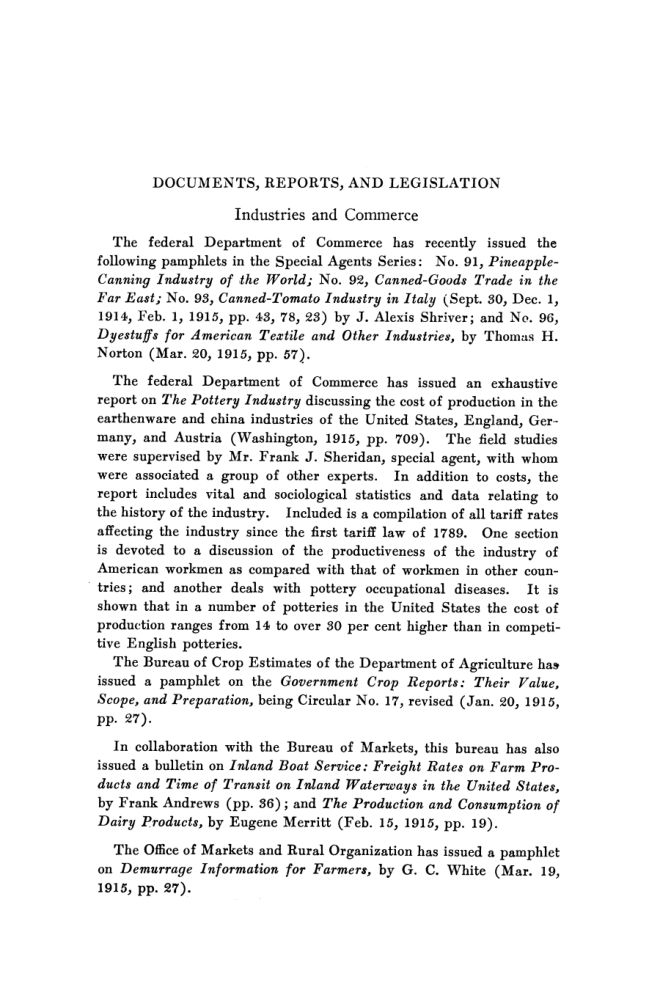 DOCUMENTS, REPORTS, AND LEGISLATION
Industries and Commerce
The federal Department of Commerce has recently issued the
following pamphlets in the Special Agents Series: No. 91, Pineapple-
Canning Industry of the World; No. 92, Canned-Goods Trade in the
Far East; No. 93, Canned-Tomato Industry in Italy (Sept. 30, Dec. 1,
1914, Feb. 1, 1915, pp. 43, 78, 23) by J. Alexis Shriver; and No. 96,
Dyestuffs for American Textile and Other Industries, by Thomas H.
Norton (Mar. 20, 1915, pp. 57).
The federal Department of Commerce has issued an exhaustive
report on The Pottery Industry discussing the cost of production in the
earthenware and china industries of the United States, England, Ger-
many, and Austria (Washington, 1915, pp. 709). The field studies
were supervised by Mr. Frank J. Sheridan, special agent, with whom
were associated a group of other experts. In addition to costs, the
report includes vital and sociological statistics and data relating to
the history of the industry. Included is a compilation of all tariff rates
affecting the industry since the first tariff law of 1789. One section
is devoted to a discussion of the productiveness of the industry of
American workmen as compared with that of workmen in other coun-
tries; and another deals with pottery occupational diseases. It is
shown that in a number of potteries in the United States the cost of
production ranges from 14 to over 30 per cent higher than in competi-
tive English potteries.
The Bureau of Crop Estimates of the Department of Agriculture has
issued a pamphlet on the Government Crop Reports: Their Value,
Scope, and Preparation, being Circular No. 17, revised (Jan. 20, 1915,
pp. 27).
In collaboration with the Bureau of Markets, this bureau has also
issued a bulletin on Inland Boat Service: Freight Rates on Farm Pro-
ducts and Time of Transit on Inland Waterways in the United States,
by Frank Andrews (pp. 36); and The Production and Consumption of
Dairy Products, by Eugene Merritt (Feb. 15, 1915, pp. 19).
The Office of Markets and Rural Organization has issued a pamphlet
on Demurrage Information for Farmers, by G. C. White (Mar. 19,
1915, pp. 27).